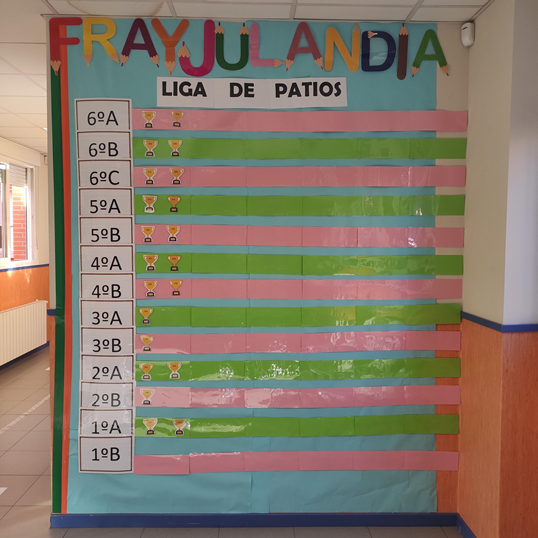 FRAYJULANDIA
LIGA DE PATIOS
6ºA
6ºB
6ºC
5ºA
5ºB
4ºA
4ºB
3ºA
3ºB
2ºA
2ºB
1ºA
1ºB